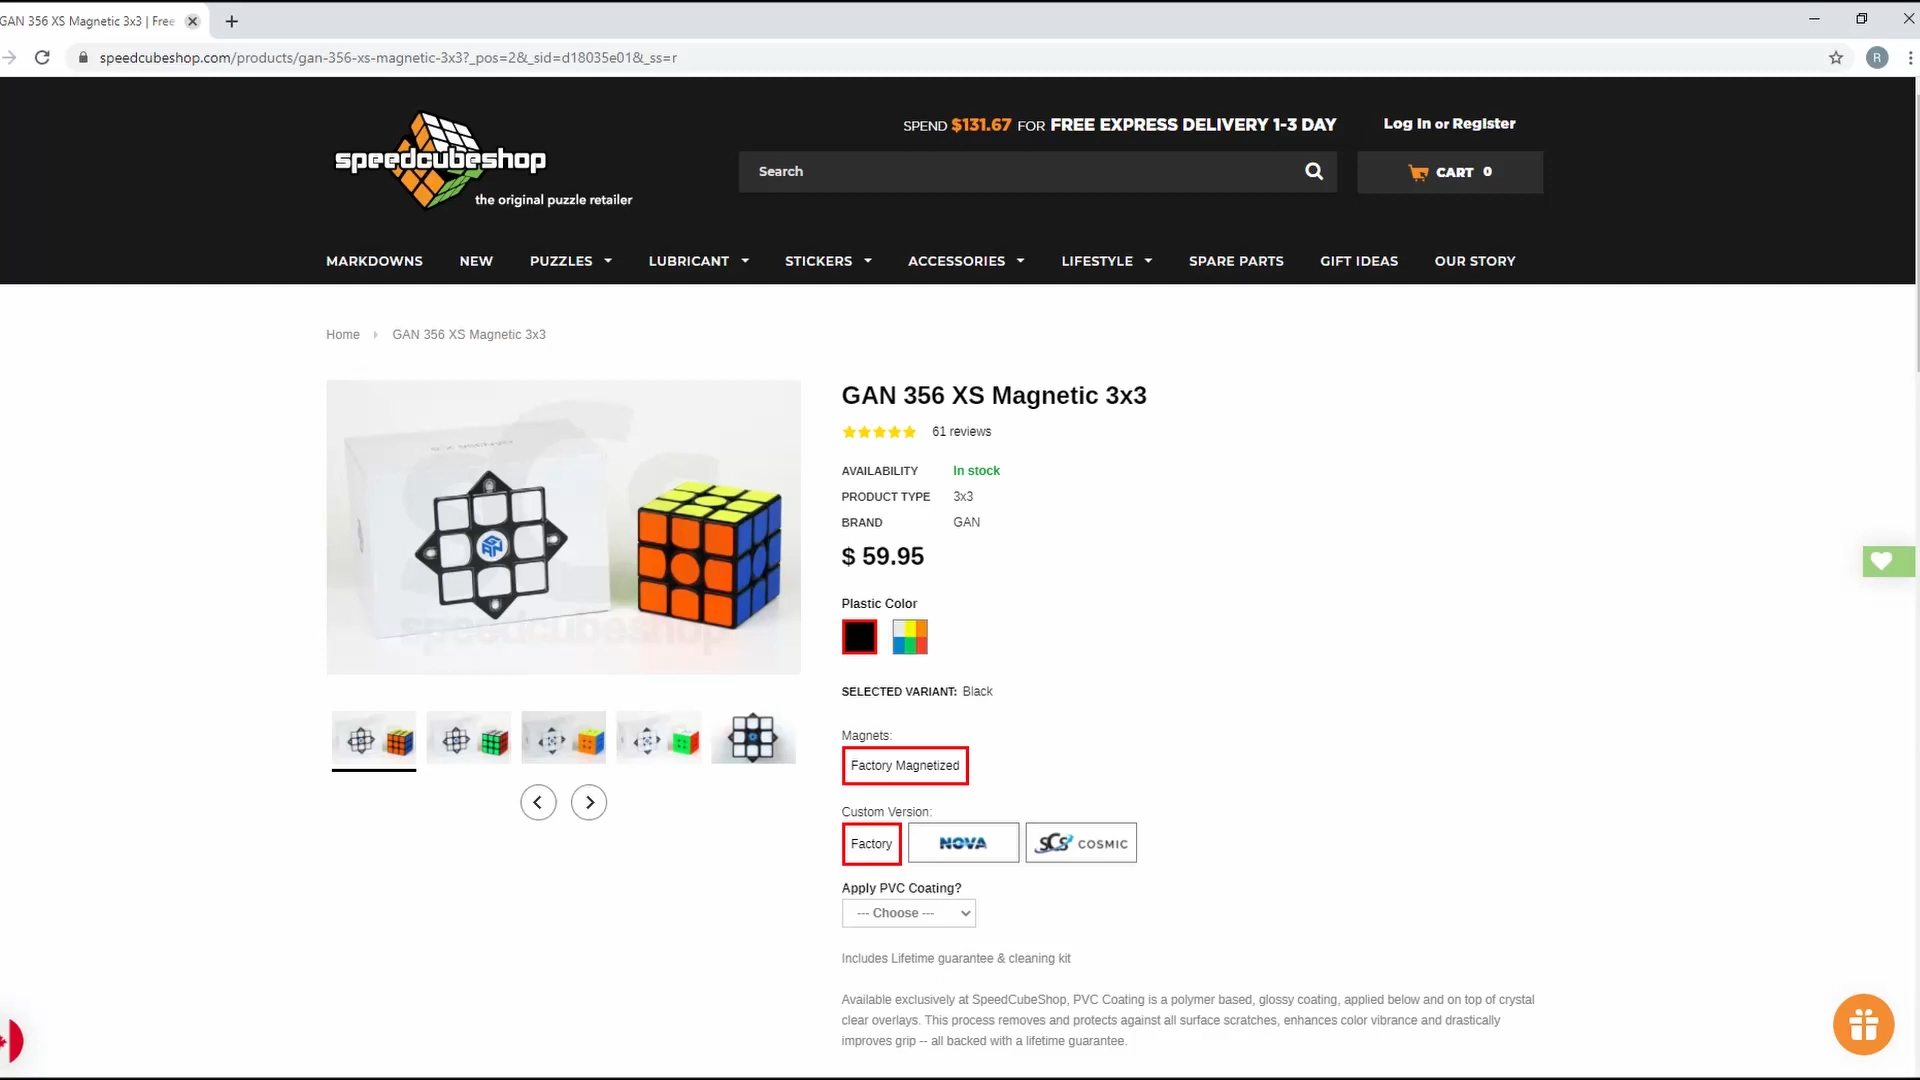 GAN 356 XS Magnetic 3x3 | Free
speedcubeshop.com/products/gan-356-xs-magnetic-3x3?_pos=2&_sid=d18035e01&_ss=r
R
speedcubeshop
the original puzzle retailer
SPEND $131.67 FOR FREE EXPRESS DELIVERY 1-3 DAY
Log In or Register
Search
CART 0
MARKDOWNS NEW PUZZLES LUBRICANT STICKERS ACCESSORIES LIFESTYLE SPARE PARTS GIFT IDEAS OUR STORY
Home GAN 356 XS Magnetic 3x3
GAN
speedcubeshop
GAN 356 XS Magnetic 3x3
61 reviews
AVAILABILITY In stock
PRODUCT TYPE 3x3
BRAND GAN
$ 59.95
Plastic Color
SELECTED VARIANT: Black
Magnets:
Factory Magnetized
Custom Version:
Factory NOVA SCS COSMIC
Apply PVC Coating?
--- Choose ---
Includes Lifetime guarantee & cleaning kit
Available exclusively at SpeedCubeShop, PVC Coating is a polymer based, glossy coating, applied below and on top of crystal
clear overlays. This process removes and protects against all surface scratches, enhances color vibrance and drastically
improves grip -- all backed with a lifetime guarantee.